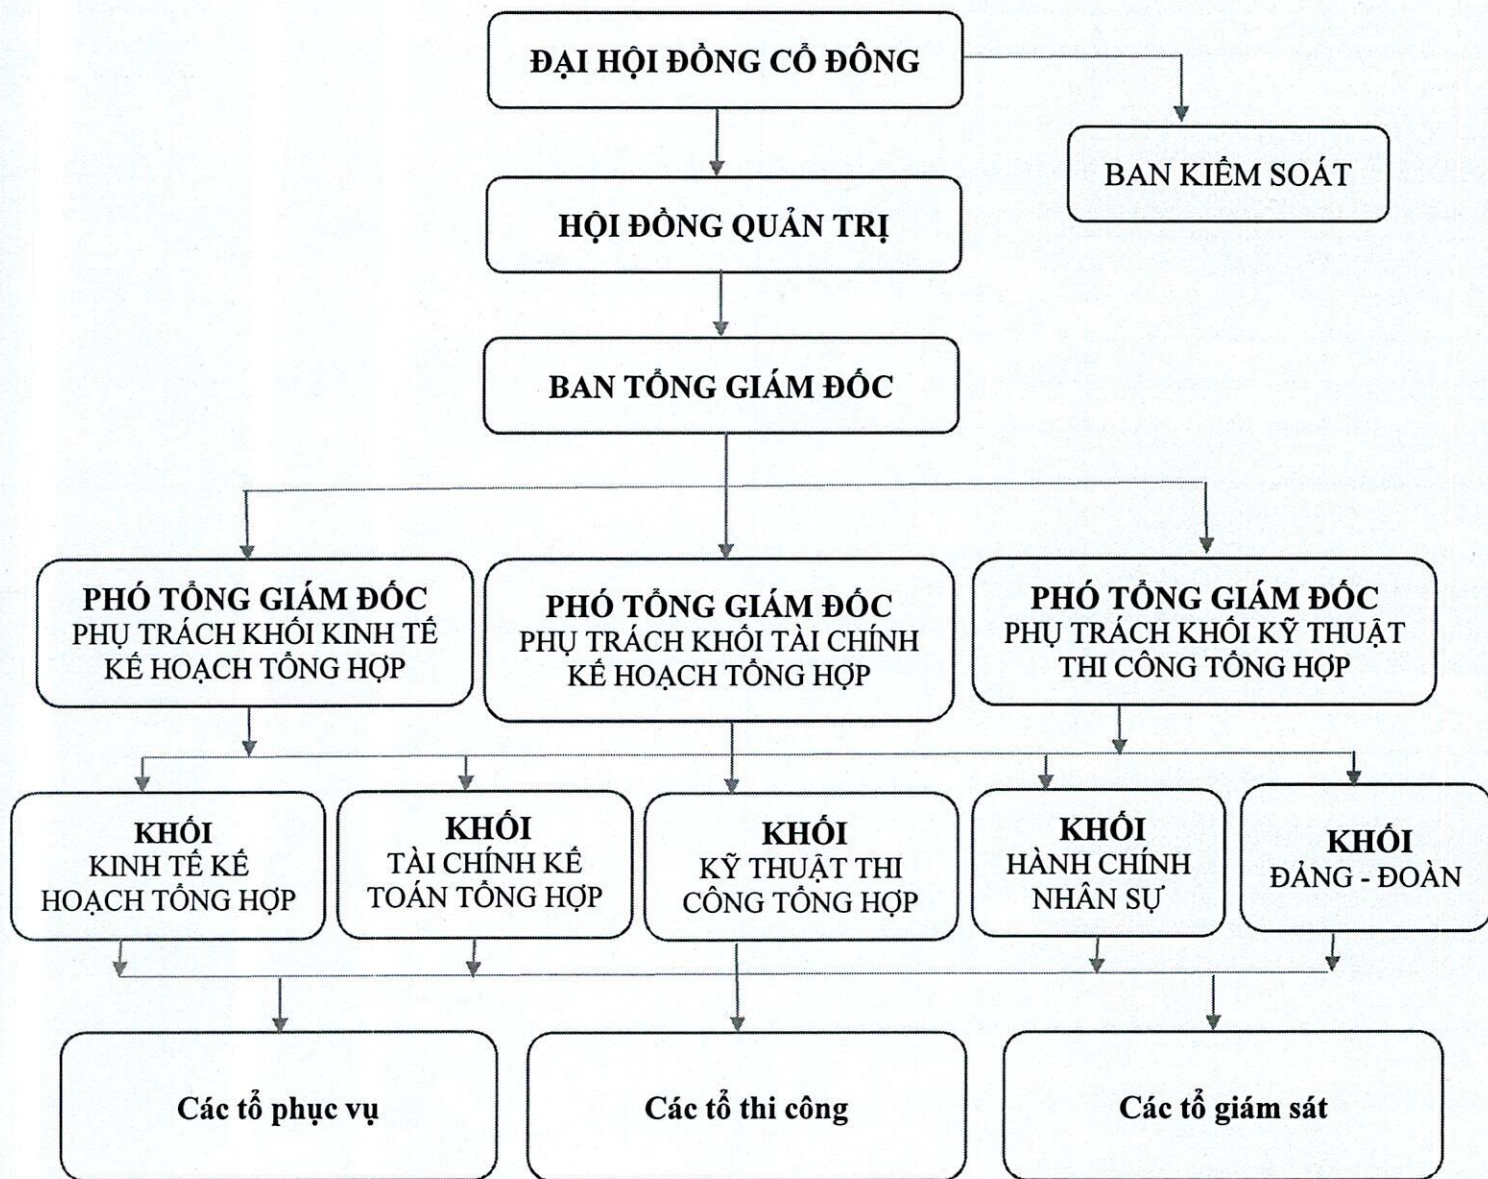 ĐẠI HỘI ĐỒNG CỔ ĐÔNG
BAN KIỂM SOÁT
HỘI ĐỒNG QUẢN TRỊ
BAN TỔNG GIÁM ĐỐC
PHÓ TỔNG GIÁM ĐỐC
PHỤ TRÁCH KHỐI KINH TẾ
KẾ HOẠCH TỔNG HỢP
PHÓ TỔNG GIÁM ĐỐC
PHỤ TRÁCH KHỐI TÀI CHÍNH
KẾ HOẠCH TỔNG HỢP
PHÓ TỔNG GIÁM ĐỐC
PHỤ TRÁCH KHỐI KỸ THUẬT
THI CÔNG TỔNG HỢP
KHỐI
KINH TẾ KẾ
HOẠCH TỔNG HỢP
KHỐI
TÀI CHÍNH KẾ
TOÁN TỔNG HỢP
KHỐI
KỸ THUẬT THI
CÔNG TỔNG HỢP
KHỐI
HÀNH CHÍNH
NHÂN SỰ
KHỐI
ĐẢNG - ĐOÀN
Các tổ phục vụ
Các tổ thi công
Các tổ giám sát